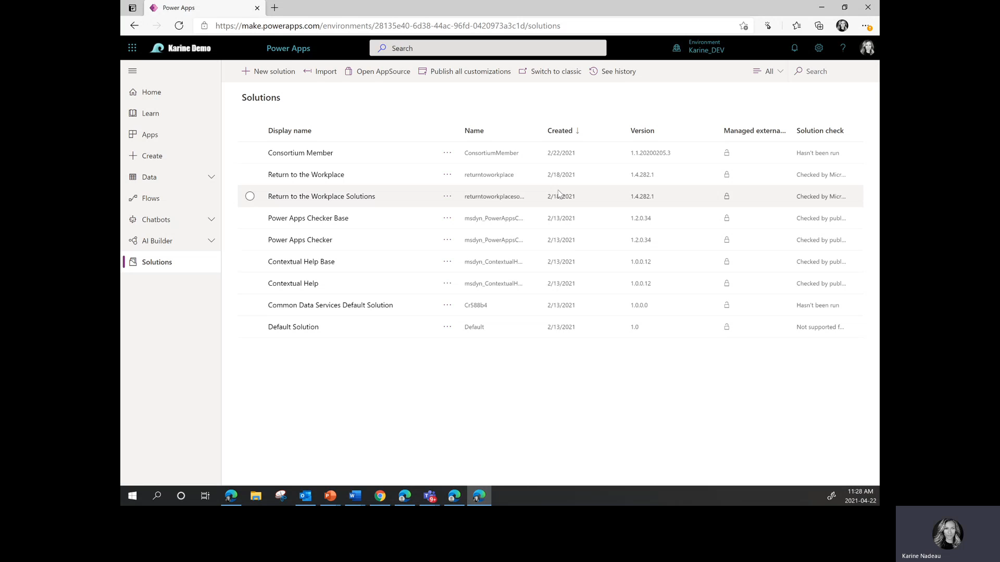 Power Apps
https://make.powerapps.com/environments/28135e40-6d38-44ac-96fd-0420973a3c1d/solutions
Karine Demo Power Apps Search Environment
Karine_DEV
New solution Import Open AppSource Publish all customizations Switch to classic See history All Search
Home
Learn
Apps
Create
Data
Flows
Chatbots
AI Builder
Solutions
Solutions
Display name Name Created ↓ Version Managed externa... Solution check
Consortium Member ... ConsortiumMember 2/22/2021 1.1.20200205.3 Hasn't been run
Return to the Workplace ... returntoworkplace 2/18/2021 1.4.282.1 Checked by Micr...
Return to the Workplace Solutions ... returntoworkplaceso... 2/18/2021 1.4.282.1 Checked by Micr...
Power Apps Checker Base ... msdyn_PowerAppsC... 2/13/2021 1.2.0.34 Checked by publ...
Power Apps Checker ... msdyn_PowerAppsC... 2/13/2021 1.2.0.34 Checked by publ...
Contextual Help Base ... msdyn_ContextualH... 2/13/2021 1.0.0.12 Checked by publ...
Contextual Help ... msdyn_ContextualH... 2/13/2021 1.0.0.12 Checked by publ...
Common Data Services Default Solution ... Cr588b4 2/13/2021 1.0.0.0 Hasn't been run
Default Solution ... Default 2/13/2021 1.0 Not supported f...
9+
11:28 AM
2021-04-22
Karine Nadeau